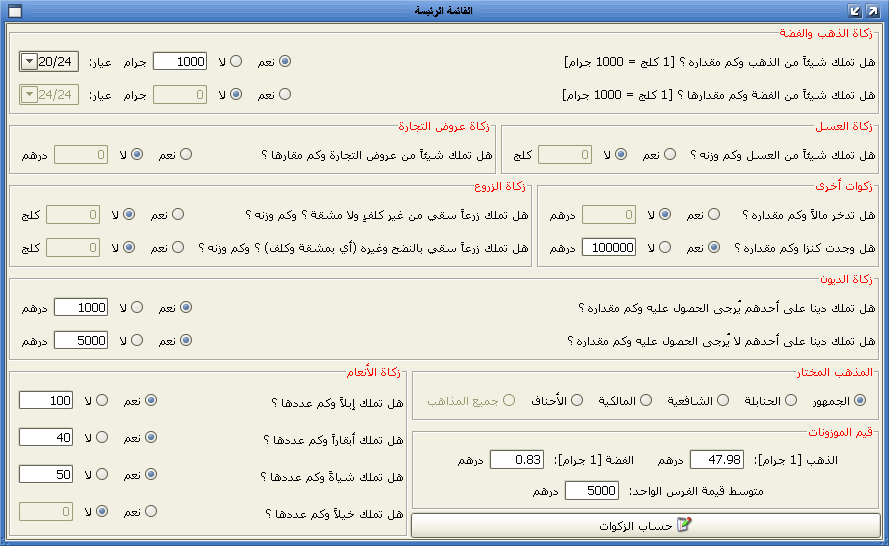 القائمة الرئيسة
زكاة الذهب والفضة
هل تملك شيئاً من الذهب وكم مقداره ؟ [1 كلج = 1000 جرام] نعم لا 1000 جرام عيار: 20/24
هل تملك شيئاً من الفضة وكم مقدارها ؟ [1 كلج = 1000 جرام] نعم لا 0 جرام عيار: 24/24
زكاة العسل
هل تملك شيئاً من العسل وكم وزنه ؟ نعم لا 0 كلج
زكاة عروض التجارة
هل تملك شيئاً من عروض التجارة وكم مقارها ؟ نعم لا 0 درهم
زكوات أخرى
هل تدخر مالاً وكم مقداره ؟ نعم لا 0 درهم
هل وجدت كنزا وكم مقداره ؟ نعم لا 100000 درهم
زكاة الزروع
هل تملك زرعاً سقي من غير كلفةٍ ولا مشقة ؟ وكم وزنه ؟ نعم لا 0 كلج
هل تملك زرعاً سقي بالنضح وغيره (أي بمشقة وكلف) ؟ وكم وزنه ؟ نعم لا 0 كلج
زكاة الديون
هل تملك دينا على أحدهم يُرجى الحصول عليه وكم مقداره ؟ نعم لا 1000 درهم
هل تملك دينا على أحدهم لا يُرجى الحصول عليه وكم مقداره ؟ نعم لا 5000 درهم
المذهب المختار
الجمهور الحنابلة الشافعية المالكية الأحناف جميع المذاهب
قيم الموزونات
الذهب [1 جرام]: 47.98 درهم الفضة [1 جرام]: 0.83 درهم
متوسط قيمة الفرس الواحد: 5000 درهم
حساب الزكوات
زكاة الأنعام
هل تملك إبلاً وكم عددها ؟ نعم لا 100
هل تملك أبقاراً وكم عددها ؟ نعم لا 40
هل تملك شياةً وكم عددها ؟ نعم لا 50
هل تملك خيلاً وكم عددها ؟ نعم لا 0